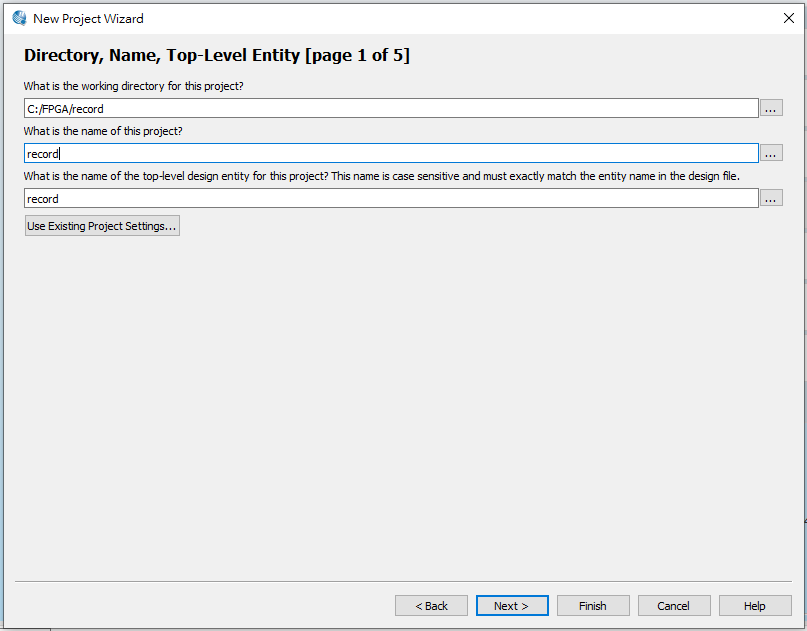 New Project Wizard
Directory, Name, Top-Level Entity [page 1 of 5]
What is the working directory for this project?
C:/FPGA/record
...
What is the name of this project?
record
...
What is the name of the top-level design entity for this project? This name is case sensitive and must exactly match the entity name in the design file.
record
...
Use Existing Project Settings...
< Back
Next >
Finish
Cancel
Help